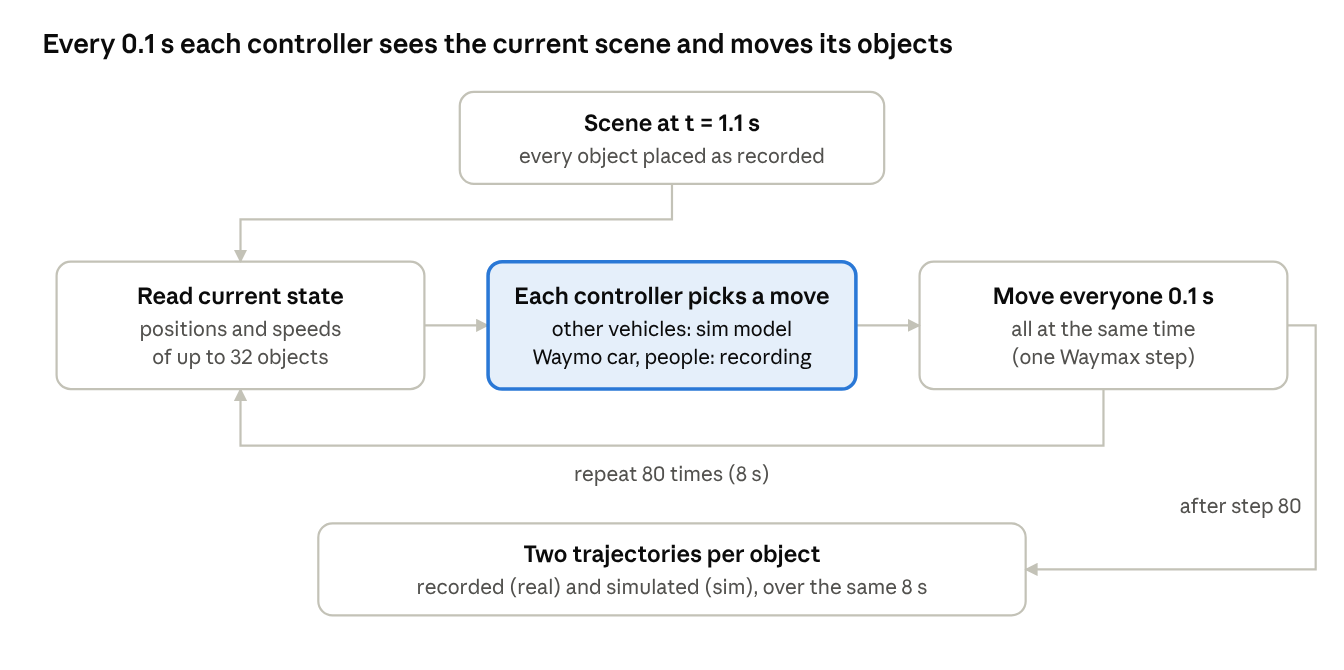 Every 0.1 s each controller sees the current scene and moves its objects
Scene at t = 1.1 s
every object placed as recorded
Read current state
positions and speeds
of up to 32 objects
Each controller picks a move
other vehicles: sim model
Waymo car, people: recording
Move everyone 0.1 s
all at the same time
(one Waymax step)
repeat 80 times (8 s)
after step 80
Two trajectories per object
recorded (real) and simulated (sim), over the same 8 s